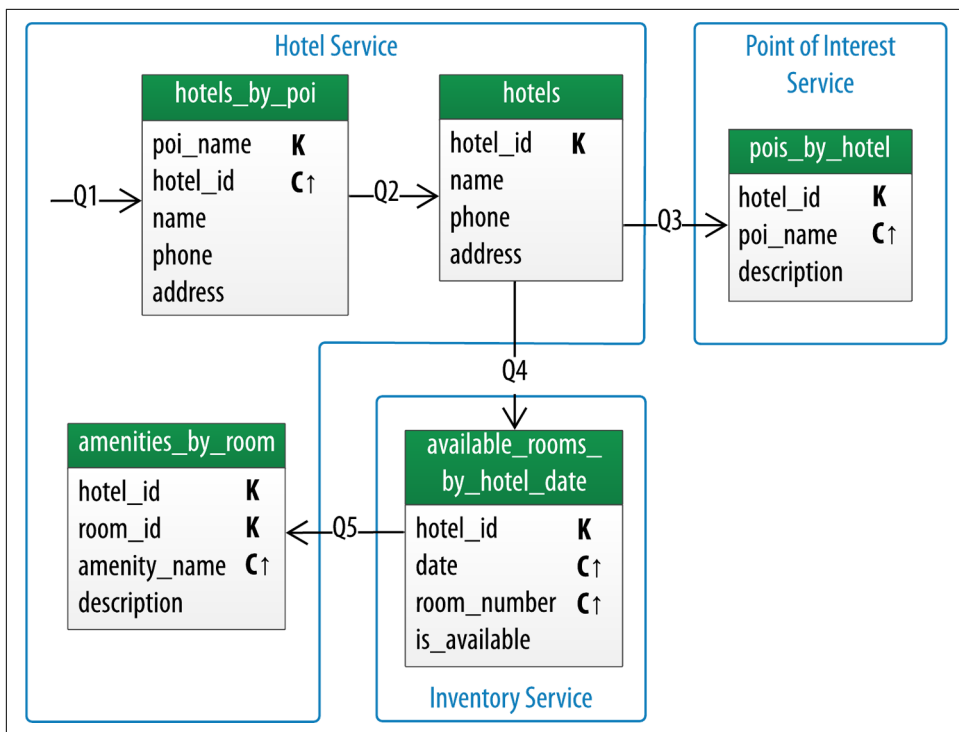 Hotel Service
hotels_by_poi
poi_name K
hotel_id C↑
name
phone
address
Q1
Q2
hotels
hotel_id K
name
phone
address
Q3
Point of Interest
Service
pois_by_hotel
hotel_id K
poi_name C↑
description
Q4
available_rooms_
by_hotel_date
hotel_id K
date C↑
room_number C↑
is_available
Inventory Service
Q5
amenities_by_room
hotel_id K
room_id K
amenity_name C↑
description